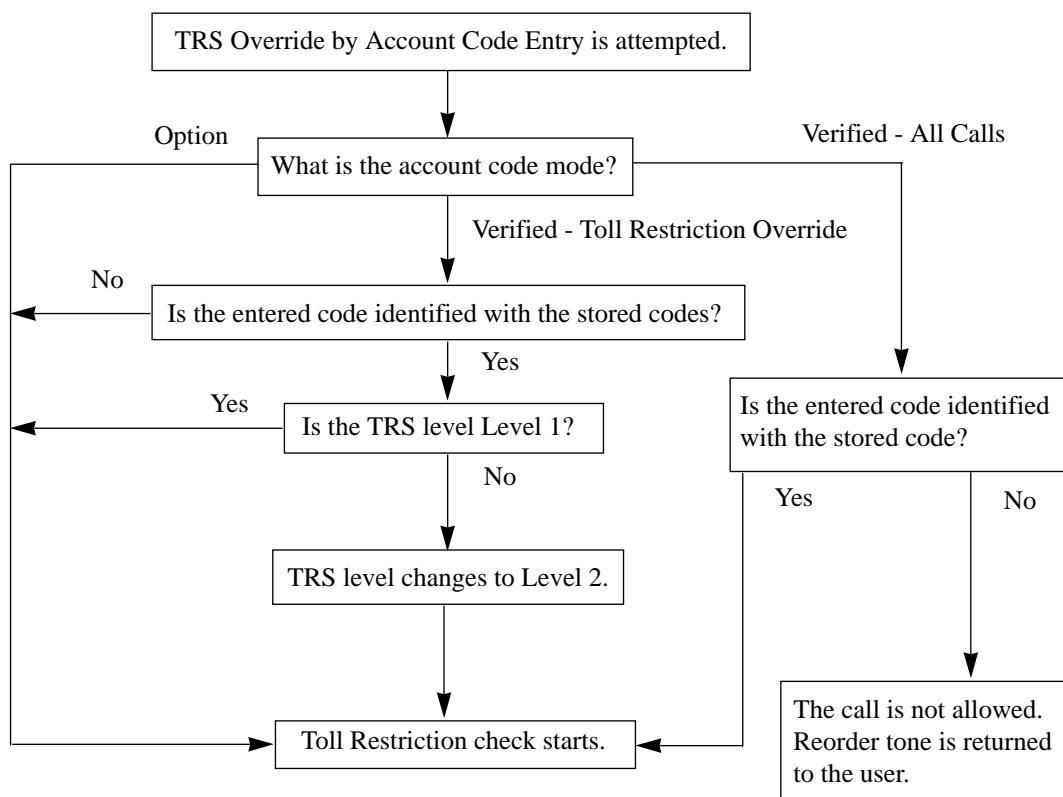 TRS Override by Account Code Entry is attempted.
Option
Verified - All Calls
What is the account code mode?
Verified - Toll Restriction Override
No
Is the entered code identified with the stored codes?
Yes
Yes
Is the TRS level Level 1?
Is the entered code identified
with the stored code?
No
Yes
No
TRS level changes to Level 2.
The call is not allowed.
Reorder tone is returned
to the user.
Toll Restriction check starts.